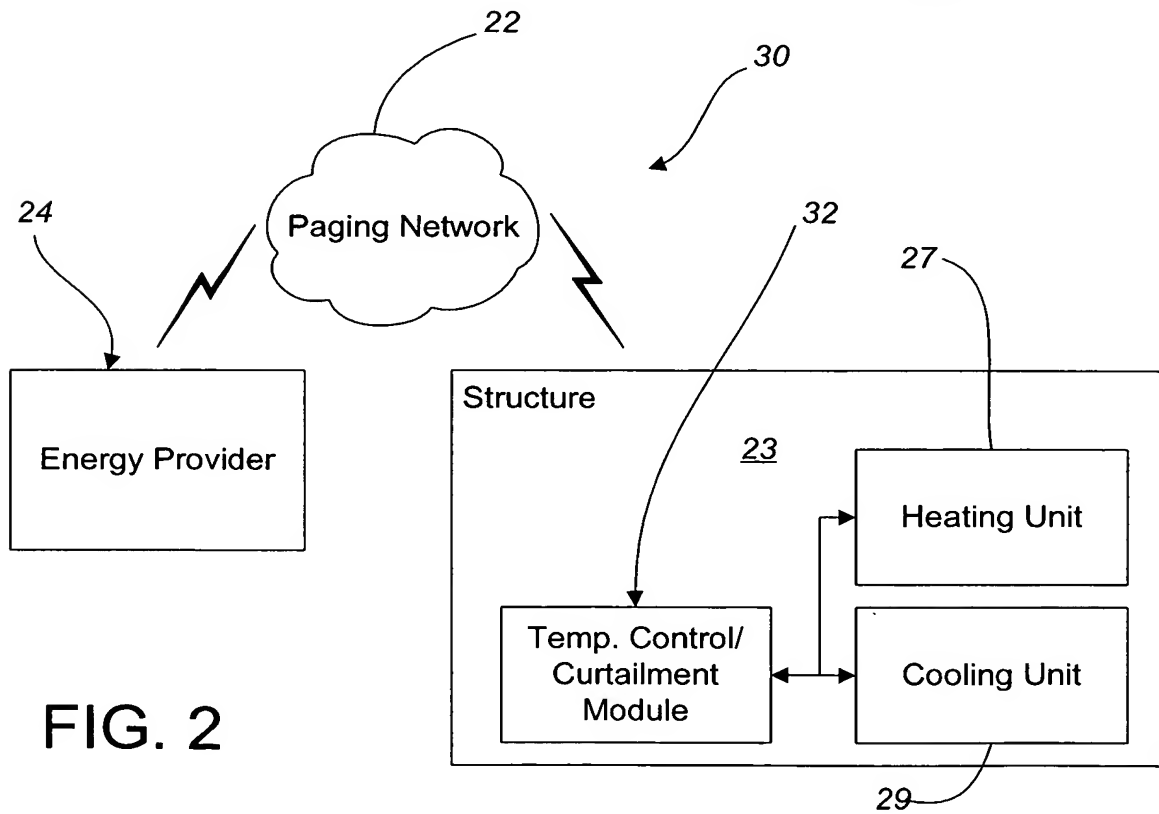 22
30
Paging Network
24
32
27
Energy Provider
Structure
23
Heating Unit
Temp. Control/
Curtailment
Module
Cooling Unit
FIG. 2
29